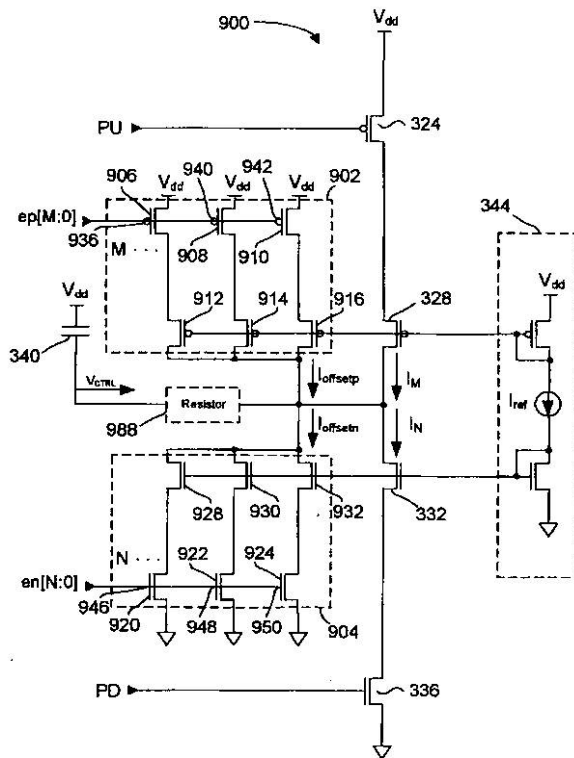 900
Vdd
PU
324
906
Vdd
940
Vdd
942
Vdd
902
ep[M:0]
936
908
910
344
M ...
Vdd
912
914
916
328
Vdd
340
VCTRL
Ioffsetp
IM
Iref
988
Resistor
Ioffsetn
IN
928
930
932
332
N ...
922
924
en[N:0]
946
920
948
950
904
PD
336